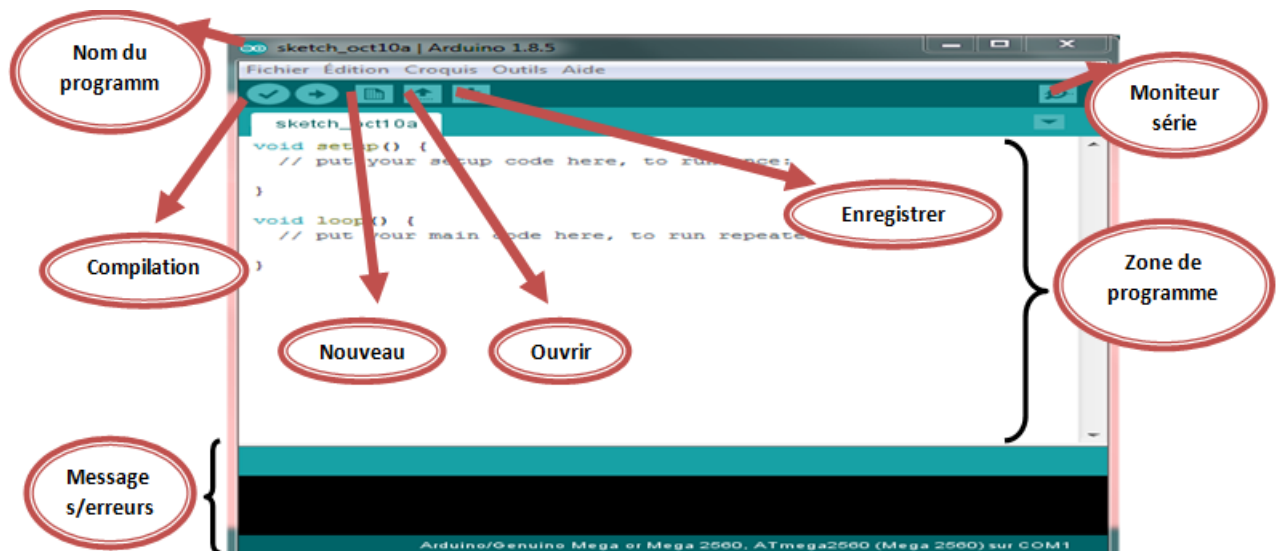 Nom du
programm
sketch_oct10a | Arduino 1.8.5
Fichier Édition Croquis Outils Aide
Moniteur
série
sketch_oct10a
void setup() {
// put your setup code here, to run once:
}
void loop() {
// put your main code here, to run repeate
}
Enregistrer
Compilation
Zone de
programme
Nouveau
Ouvrir
Message
s/erreurs
Arduino/Genuino Mega or Mega 2560, ATmega2560 (Mega 2560) sur COM1